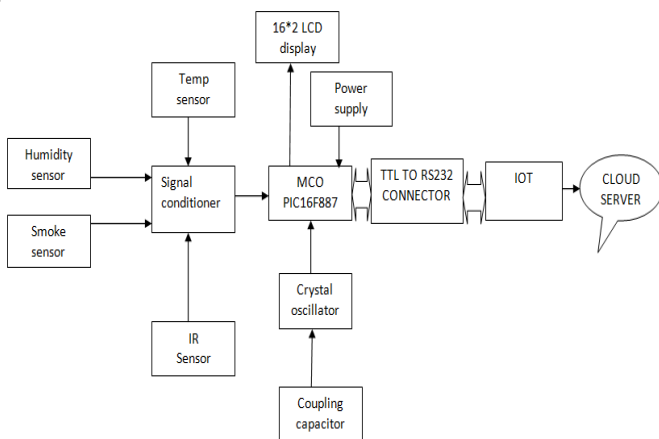 16*2 LCD
display
Temp
sensor
Power
supply
Humidity
sensor
Signal
conditioner
MCO
PIC16F887
TTL TO RS232
CONNECTOR
IOT
CLOUD
SERVER
Smoke
sensor
Crystal
oscillator
IR
Sensor
Coupling
capacitor